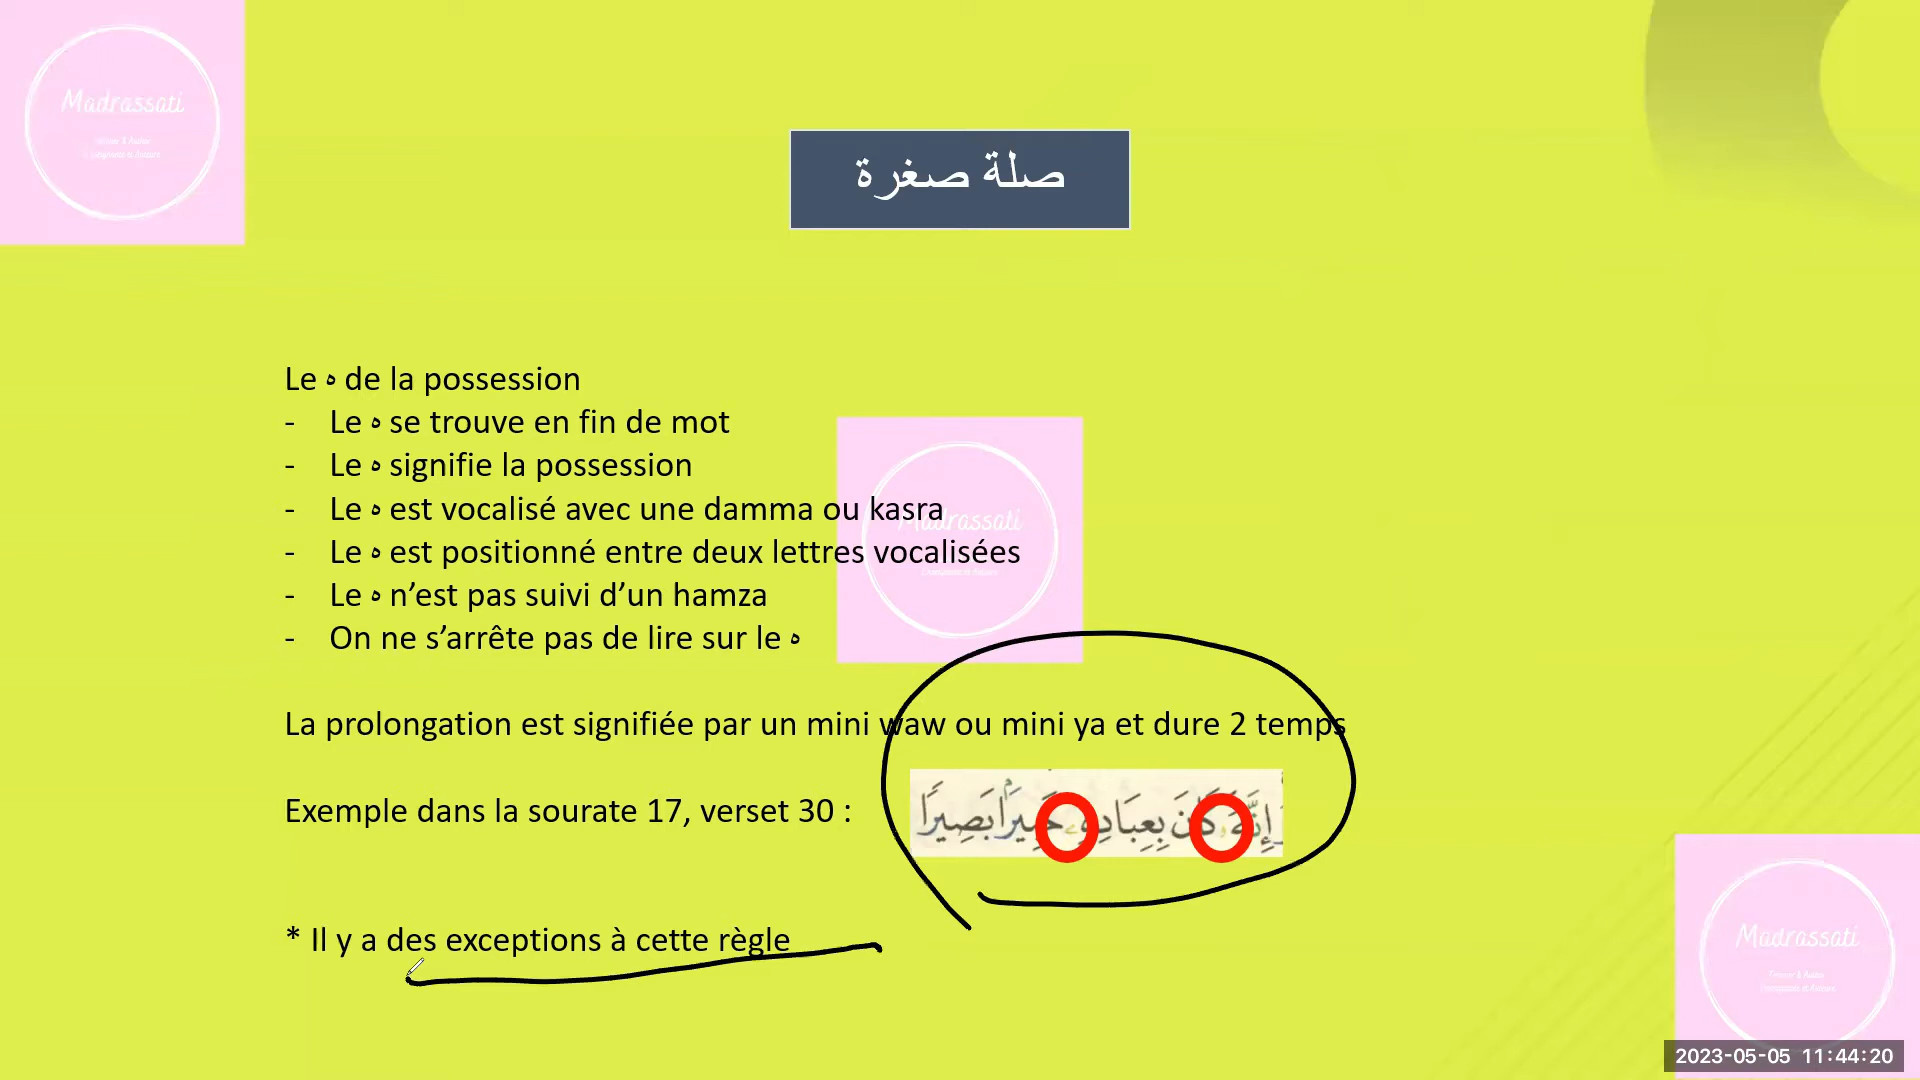 Madrassati
صلة صغرة
Le ه de la possession
- Le ه se trouve en fin de mot
- Le ه signifie la possession
- Le ه est vocalisé avec une damma ou kasra
- Le ه est positionné entre deux lettres vocalisées
- Le ه n’est pas suivi d’un hamza
- On ne s’arrête pas de lire sur le ه
Madrassati
La prolongation est signifiée par un mini waw ou mini ya et dure 2 temps
Exemple dans la sourate 17, verset 30 :
إِنَّهُۥ كَانَ بِعِبَادِهِۦ خَبِيرَۢا بَصِيرًا
* Il y a des exceptions à cette règle
Madrassati
2023-05-05 11:44:20